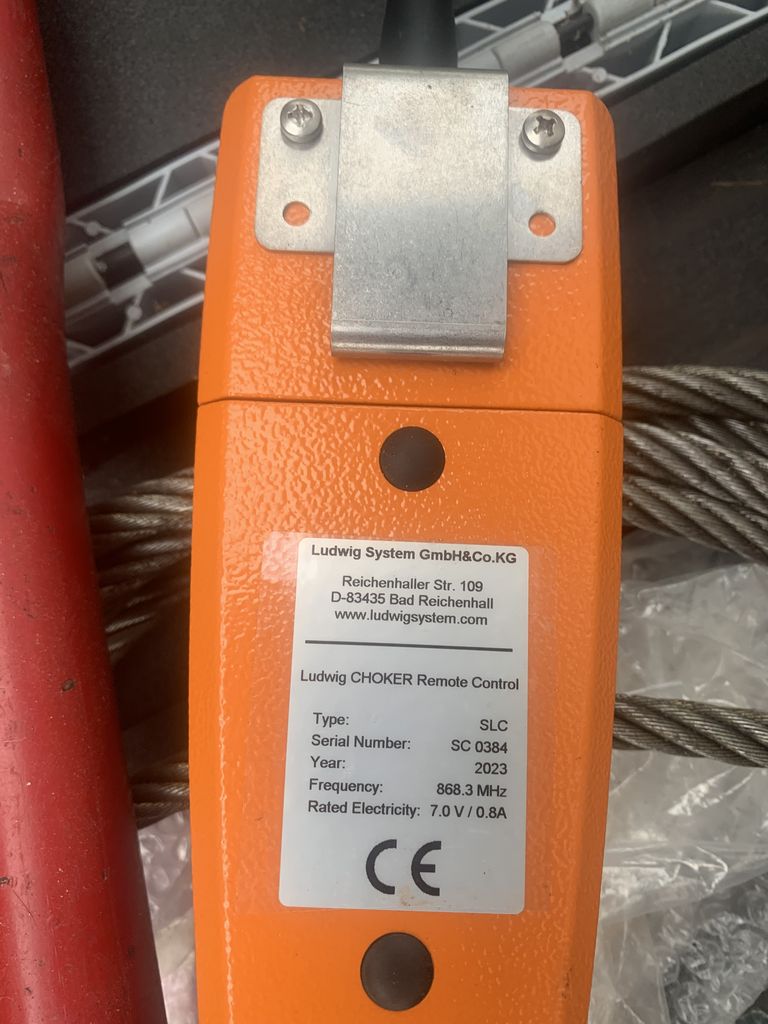 Ludwig System GmbH&Co.KG
Reichenhaller Str. 109
D-83435 Bad Reichenhall
www.ludwigsystem.com
Ludwig CHOKER Remote Control
Type: SLC
Serial Number: SC 0384
Year: 2023
Frequency: 868.3 MHz
Rated Electricity: 7.0 V / 0.8A
CE